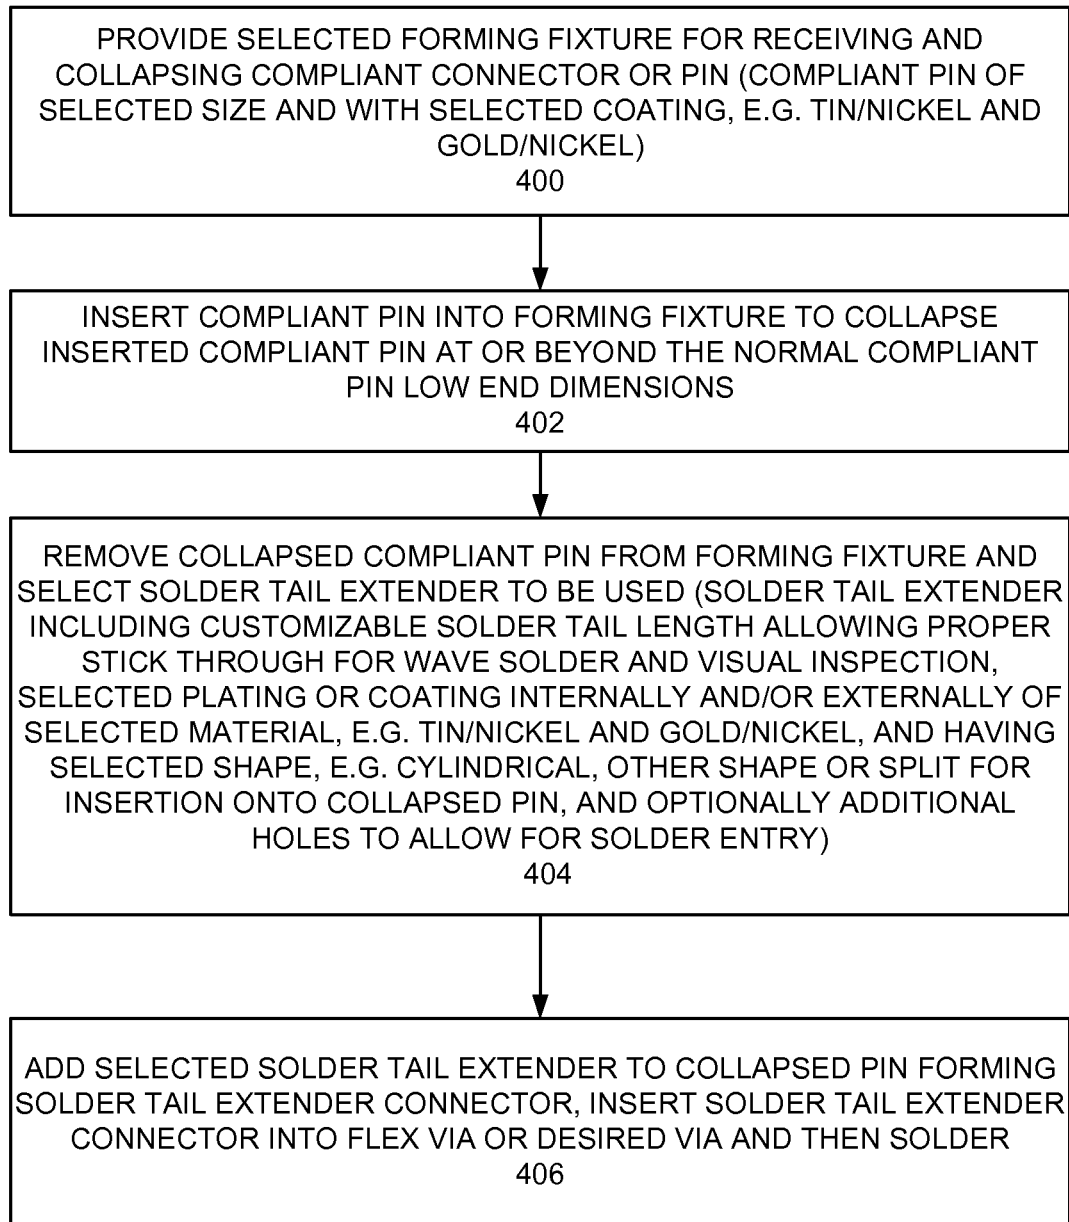 PROVIDE SELECTED FORMING FIXTURE FOR RECEIVING AND
COLLAPSING COMPLIANT CONNECTOR OR PIN (COMPLIANT PIN OF
SELECTED SIZE AND WITH SELECTED COATING, E.G. TIN/NICKEL AND
GOLD/NICKEL)
400
INSERT COMPLIANT PIN INTO FORMING FIXTURE TO COLLAPSE
INSERTED COMPLIANT PIN AT OR BEYOND THE NORMAL COMPLIANT
PIN LOW END DIMENSIONS
402
REMOVE COLLAPSED COMPLIANT PIN FROM FORMING FIXTURE AND
SELECT SOLDER TAIL EXTENDER TO BE USED (SOLDER TAIL EXTENDER
INCLUDING CUSTOMIZABLE SOLDER TAIL LENGTH ALLOWING PROPER
STICK THROUGH FOR WAVE SOLDER AND VISUAL INSPECTION,
SELECTED PLATING OR COATING INTERNALLY AND/OR EXTERNALLY OF
SELECTED MATERIAL, E.G. TIN/NICKEL AND GOLD/NICKEL, AND HAVING
SELECTED SHAPE, E.G. CYLINDRICAL, OTHER SHAPE OR SPLIT FOR
INSERTION ONTO COLLAPSED PIN, AND OPTIONALLY ADDITIONAL
HOLES TO ALLOW FOR SOLDER ENTRY)
404
ADD SELECTED SOLDER TAIL EXTENDER TO COLLAPSED PIN FORMING
SOLDER TAIL EXTENDER CONNECTOR, INSERT SOLDER TAIL EXTENDER
CONNECTOR INTO FLEX VIA OR DESIRED VIA AND THEN SOLDER
406